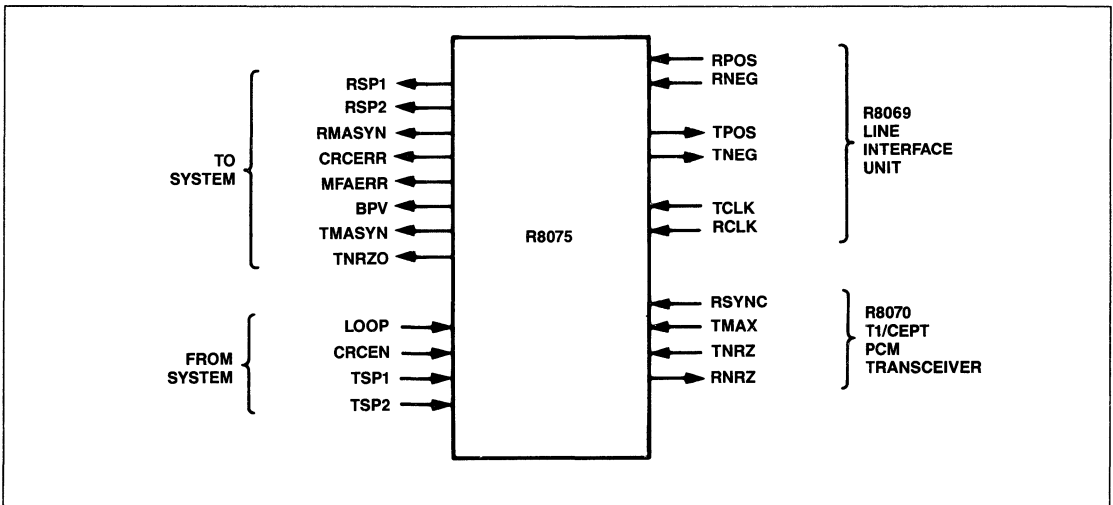 TO
SYSTEM
RSP1
RSP2
RMASYN
CRCERR
MFAERR
BPV
TMASYN
TNRZO
FROM
SYSTEM
LOOP
CRCEN
TSP1
TSP2
R8075
RPOS
RNEG
TPOS
TNEG
TCLK
RCLK
R8069
LINE
INTERFACE
UNIT
RSYNC
TMAX
TNRZ
RNRZ
R8070
T1/CEPT
PCM
TRANSCEIVER